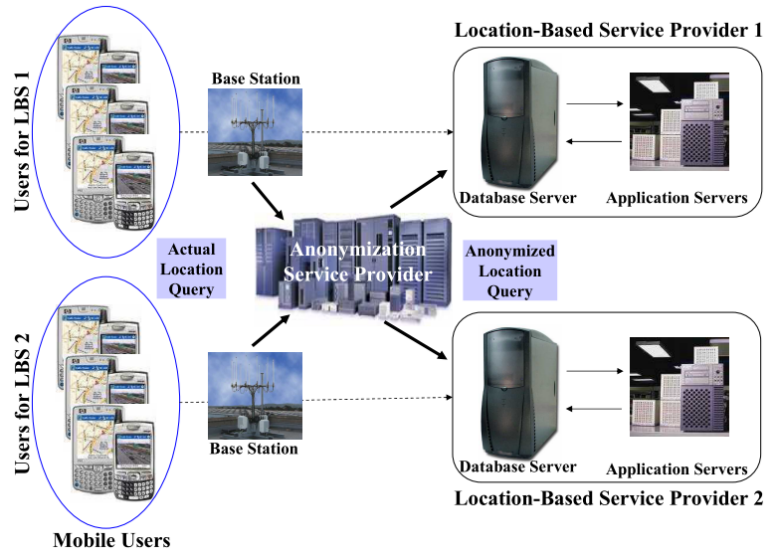 Location-Based Service Provider 1
Users for LBS 1
Base Station
Database Server
Application Servers
Actual
Location
Query
Anonymization
Service Provider
Anonymized
Location
Query
Users for LBS 2
Base Station
Database Server
Application Servers
Location-Based Service Provider 2
Mobile Users